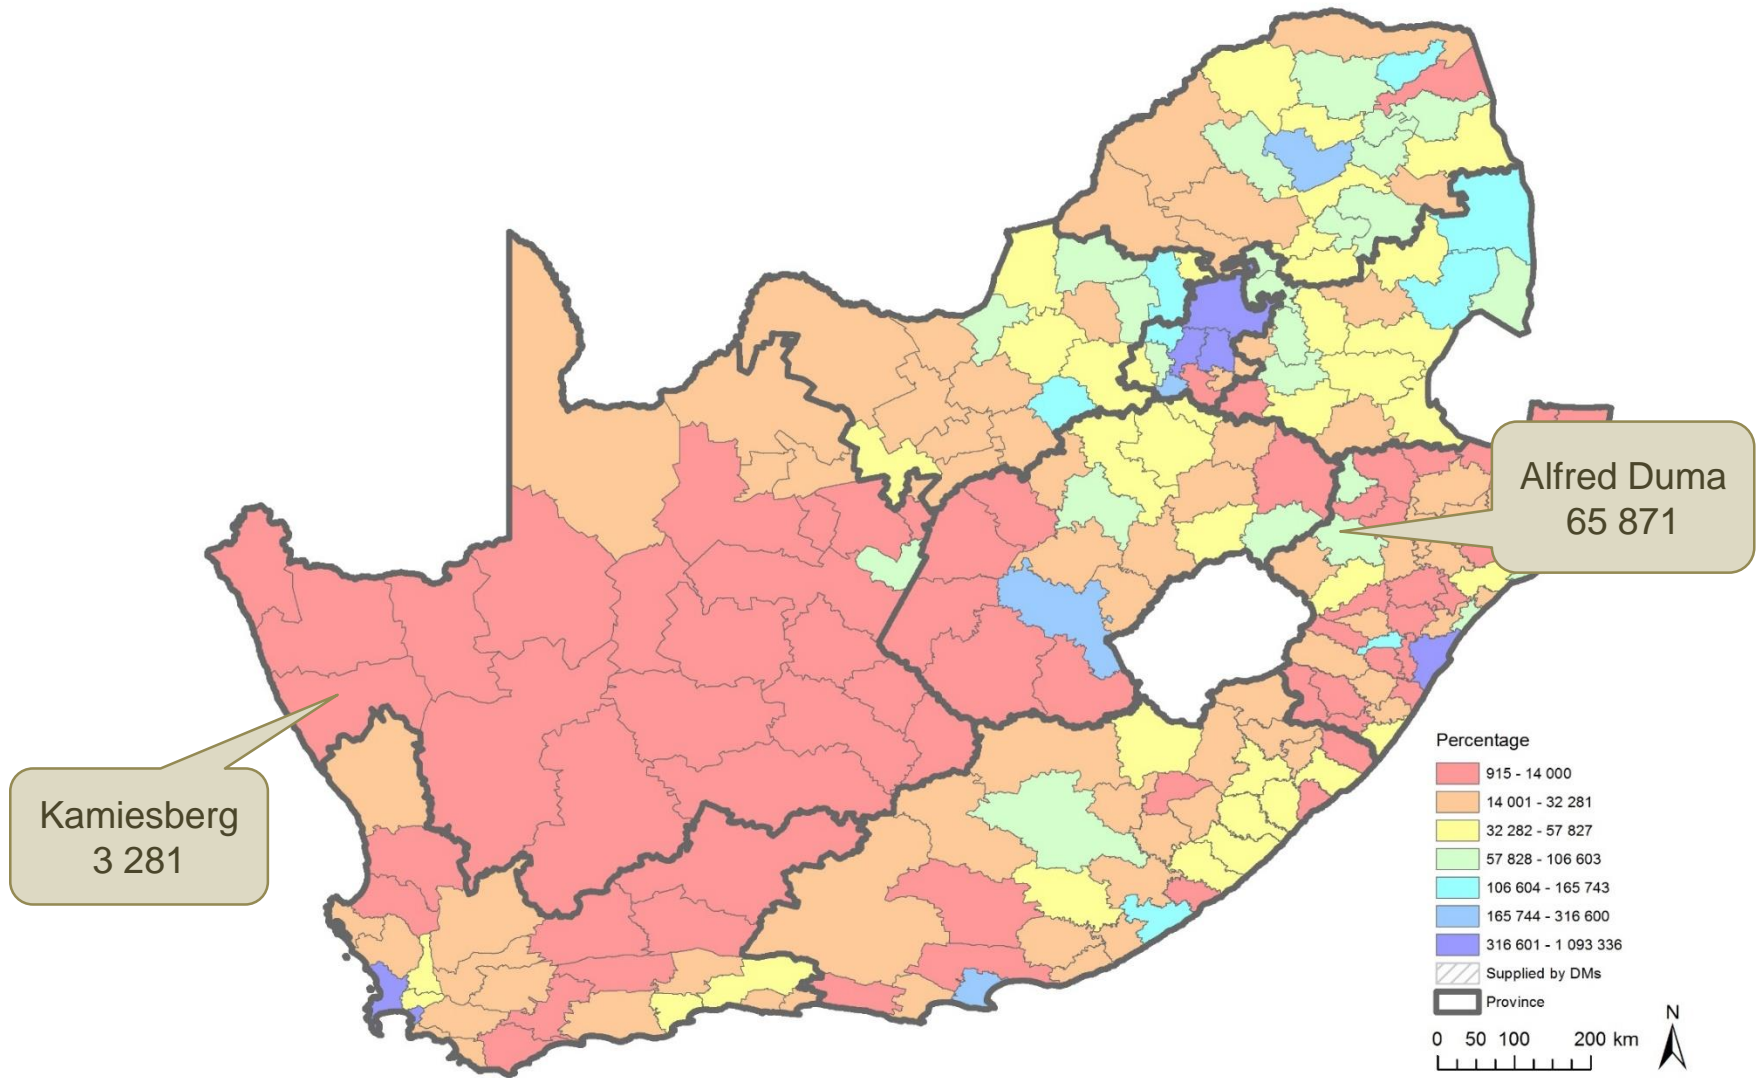 Alfred Duma
65 871
Kamiesberg
3 281
Percentage
915 - 14 000
14 001 - 32 281
32 282 - 57 827
57 828 - 106 603
106 604 - 165 743
165 744 - 316 600
316 601 - 1 093 336
Supplied by DMs
Province
N
0 50 100 200 km